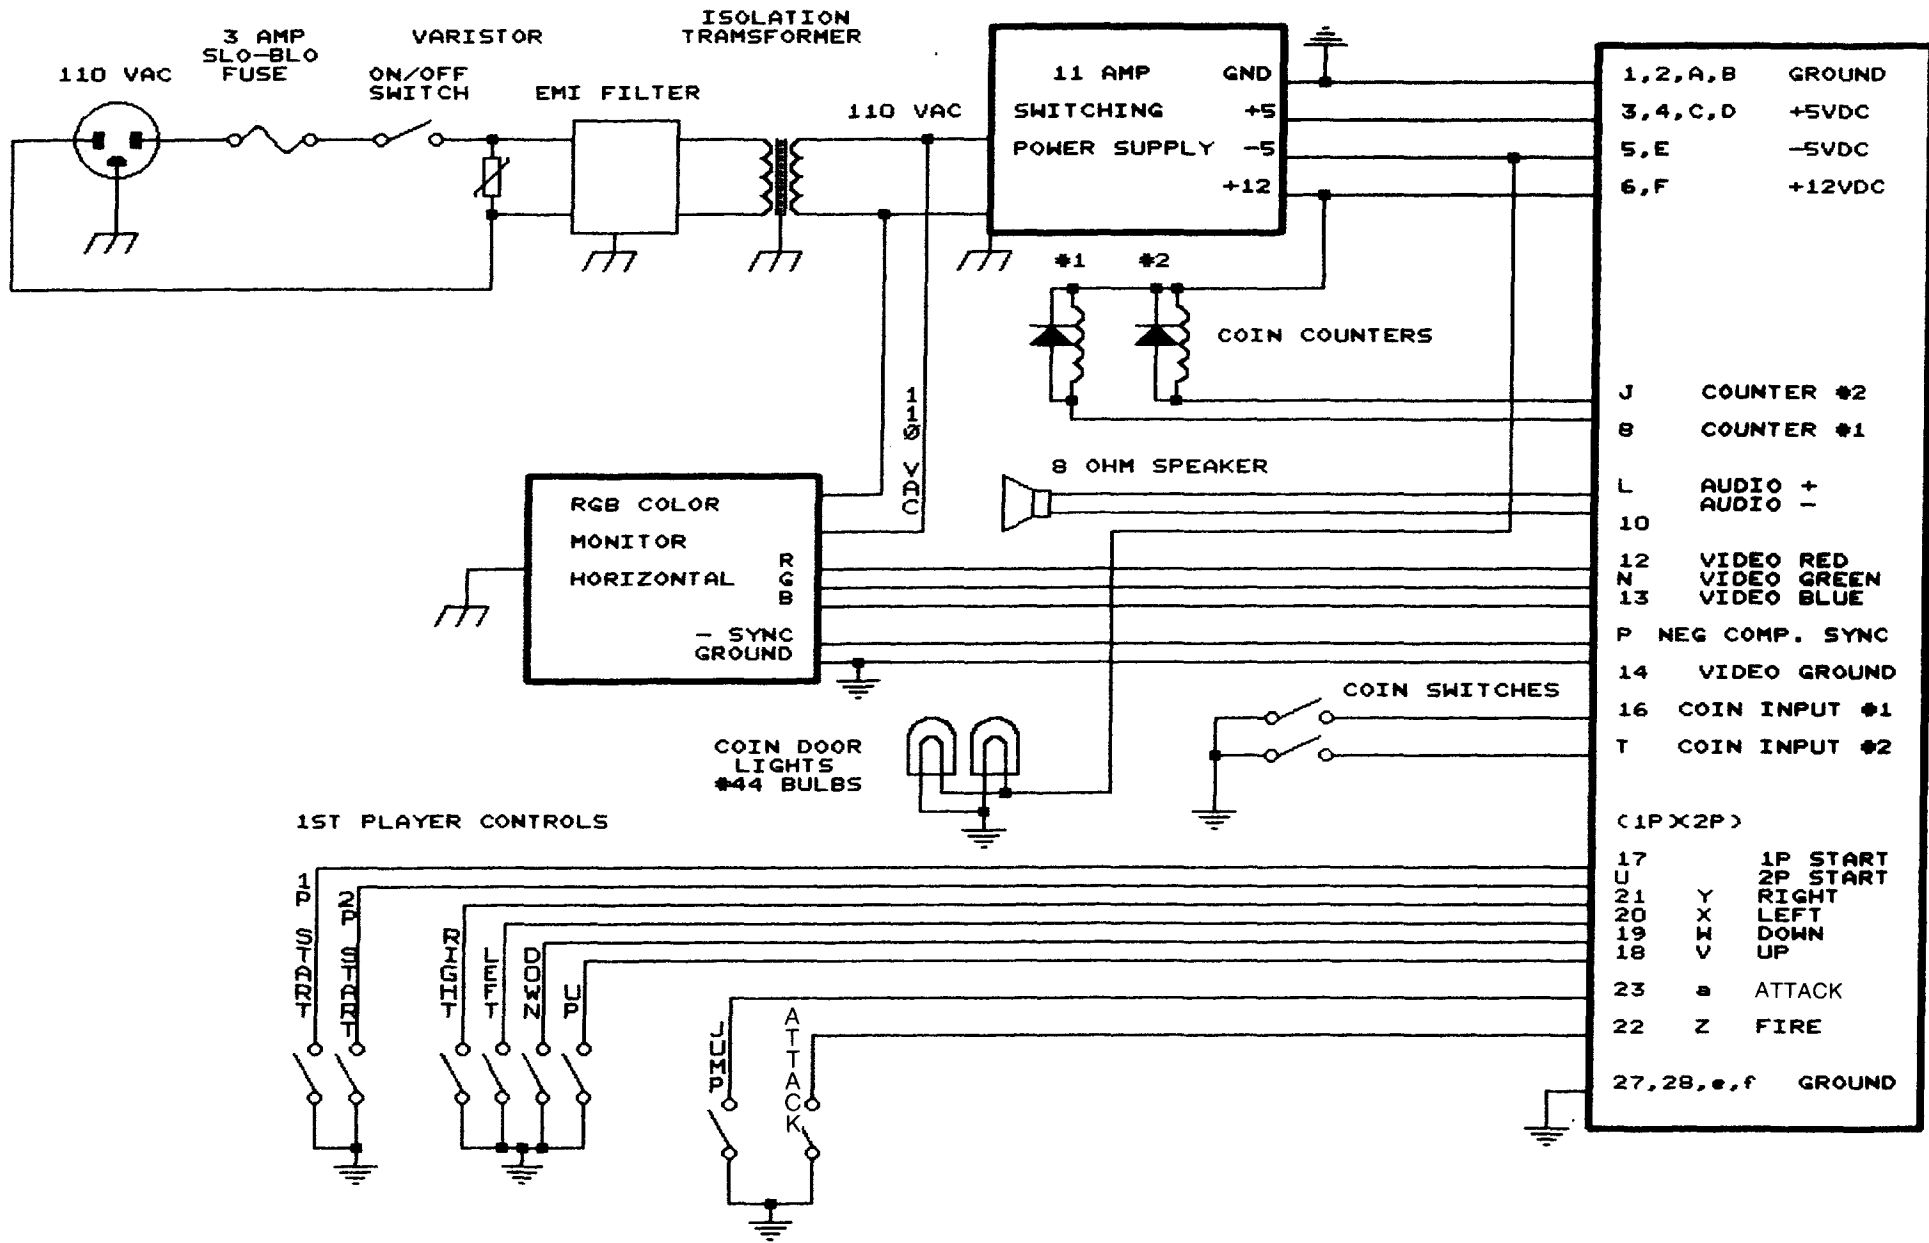 3 AMP
SLO-BLO
FUSE
110 VAC
VARISTOR
ON/OFF
SWITCH
EMI FILTER
ISOLATION
TRAMSFORMER
110 VAC
11 AMP
SWITCHING
POWER SUPPLY
GND
+5
-5
+12
1,2,A,B GROUND
3,4,C,D +5VDC
5,E -5VDC
6,F +12VDC
#1 #2
COIN COUNTERS
J COUNTER #2
8 COUNTER #1
8 OHM SPEAKER
L AUDIO +
AUDIO -
10
110 VAC
RGB COLOR
MONITOR
HORIZONTAL
R
G
B
- SYNC
GROUND
12 VIDEO RED
N VIDEO GREEN
13 VIDEO BLUE
P NEG COMP. SYNC
14 VIDEO GROUND
COIN SWITCHES
16 COIN INPUT #1
T COIN INPUT #2
COIN DOOR
LIGHTS
#44 BULBS
1ST PLAYER CONTROLS
(1PX2P)
17 1P START
U 2P START
21 Y RIGHT
20 X LEFT
19 W DOWN
18 V UP
23 a ATTACK
22 Z FIRE
27,28,e,f GROUND
1P START
2P START
RIGHT
LEFT
DOWN
UP
JUMP
ATTACK